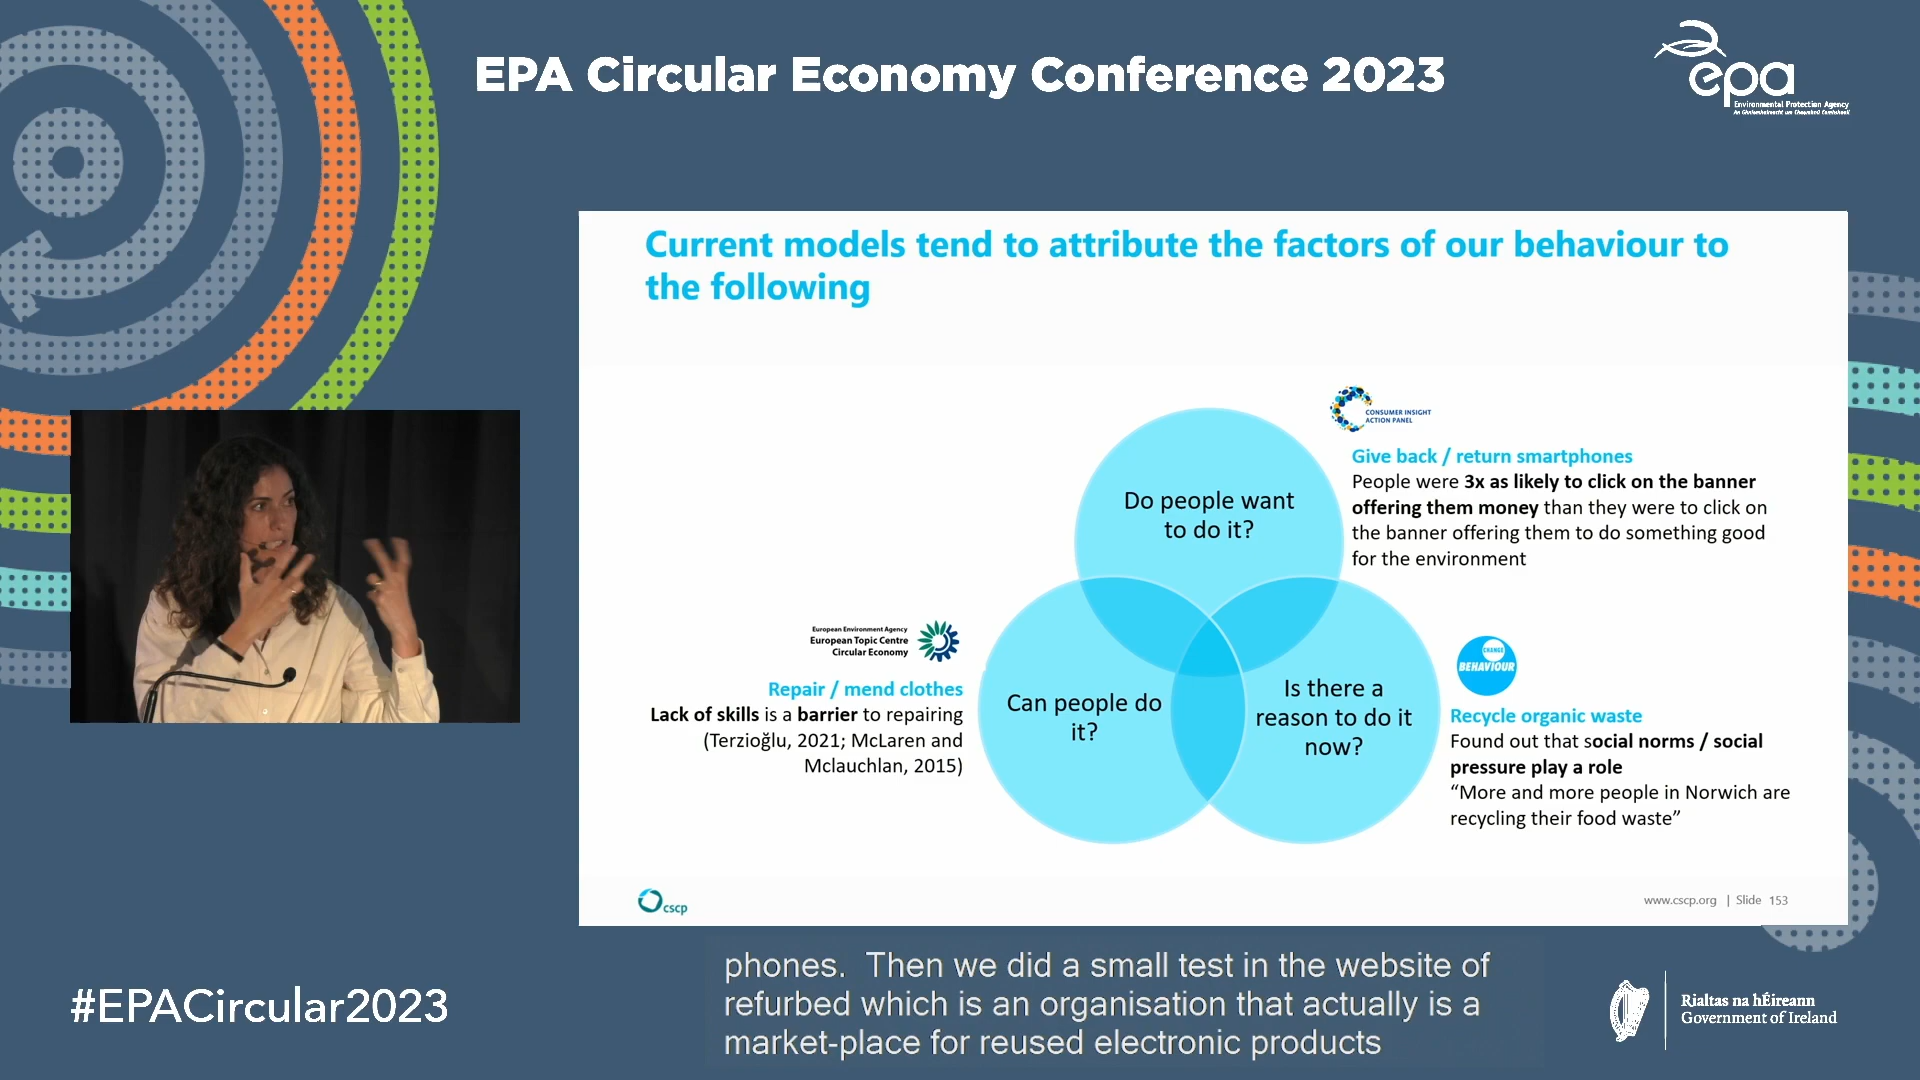 EPA Circular Economy Conference 2023
epa
Environmental Protection Agency
An Ghníomhaireacht um Chaomhnú Comhshaoil
Current models tend to attribute the factors of our behaviour to
the following
CONSUMER INSIGHT
ACTION PANEL
Give back / return smartphones
People were 3x as likely to click on the banner
offering them money than they were to click on
the banner offering them to do something good
for the environment
Do people want
to do it?
European Environment Agency
European Topic Centre
Circular Economy
Repair / mend clothes
Lack of skills is a barrier to repairing
(Terzioğlu, 2021; McLaren and
Mclauchlan, 2015)
Can people do
it?
Is there a
reason to do it
now?
CHANGE
BEHAVIOUR
Recycle organic waste
Found out that social norms / social
pressure play a role
“More and more people in Norwich are
recycling their food waste”
cscp
www.cscp.org | Slide 153
phones. Then we did a small test in the website of
refurbed which is an organisation that actually is a
market-place for reused electronic products
#EPACircular2023
Rialtas na hÉireann
Government of Ireland